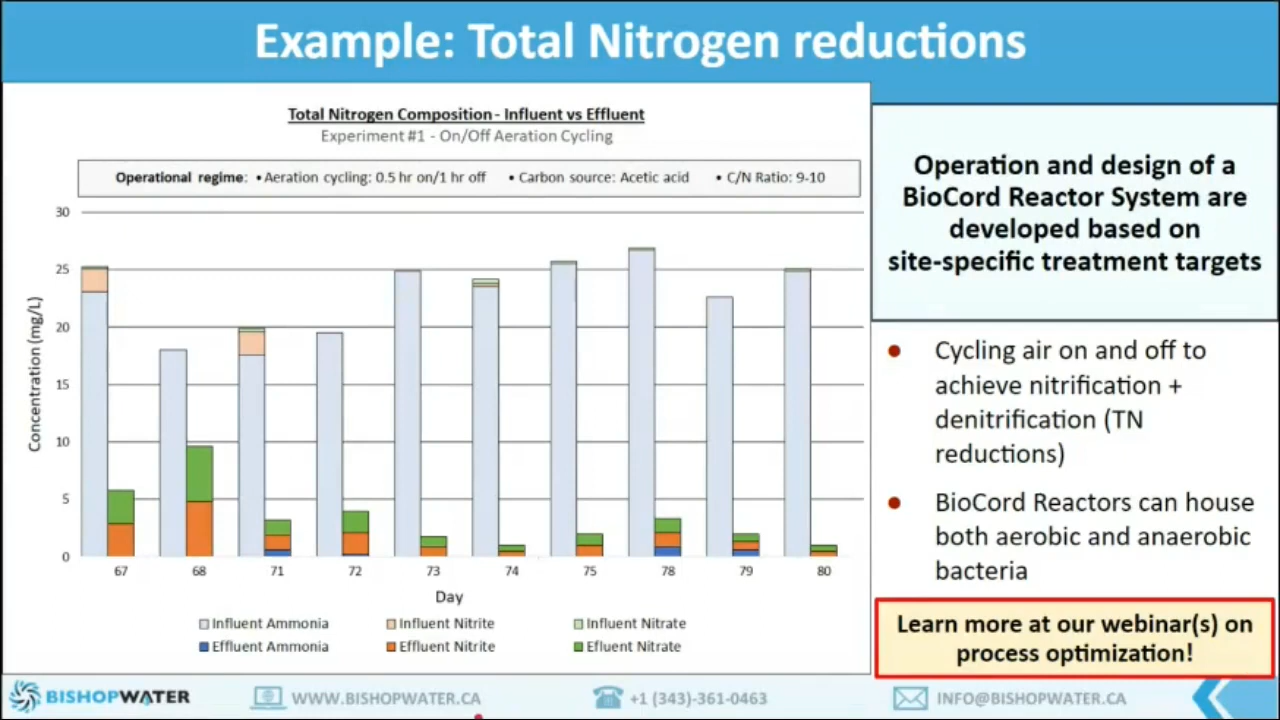 Example: Total Nitrogen reductions
Total Nitrogen Composition - Influent vs Effluent
Experiment #1 - On/Off Aeration Cycling
Operational regime: • Aeration cycling: 0.5 hr on/1 hr off • Carbon source: Acetic acid • C/N Ratio: 9-10
Concentration (mg/L)
30
25
20
15
10
5
0
67 68 71 72 73 74 75 78 79 80
Day
Influent Ammonia Influent Nitrite Influent Nitrate
Effluent Ammonia Effluent Nitrite Efluent Nitrate
Operation and design of a
BioCord Reactor System are
developed based on
site-specific treatment targets
• Cycling air on and off to
achieve nitrification +
denitrification (TN
reductions)
• BioCord Reactors can house
both aerobic and anaerobic
bacteria
Learn more at our webinar(s) on
process optimization!
BISHOPWATER WWW.BISHOPWATER.CA +1 (343)-361-0463 INFO@BISHOPWATER.CA